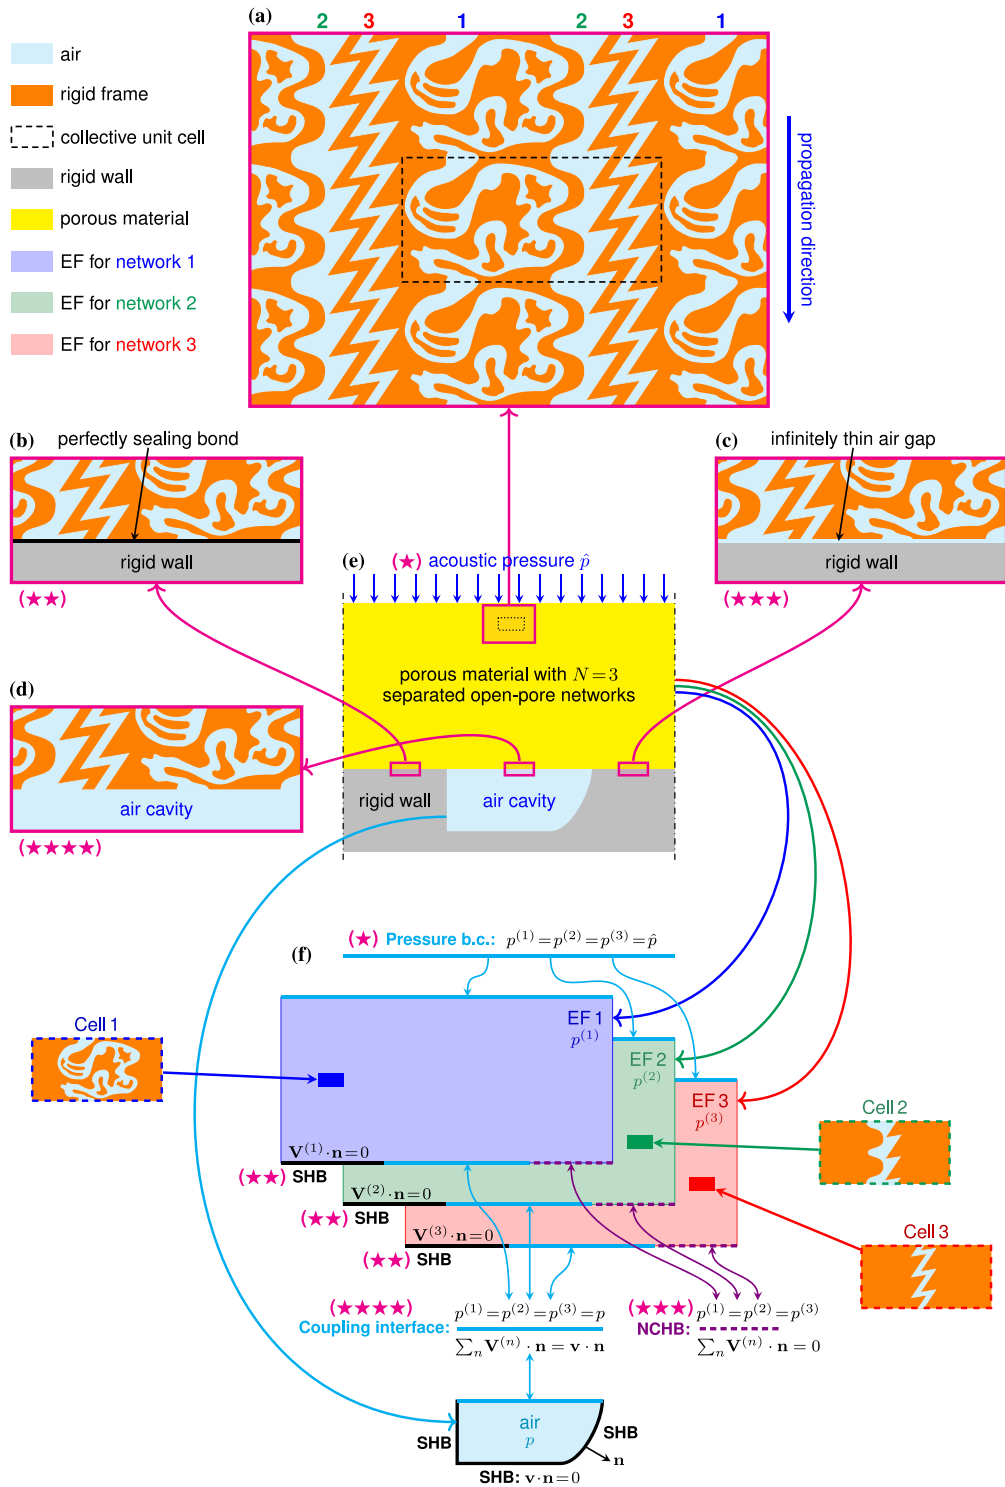 (a)
2 3 1 2 3 1
air
rigid frame
collective unit cell
rigid wall
porous material
EF for network 1
EF for network 2
EF for network 3
propagation direction
(b)
perfectly sealing bond
rigid wall
(★★)
(c)
infinitely thin air gap
rigid wall
(★★★)
(e)
(★) acoustic pressure p̂
porous material with N=3
separated open-pore networks
rigid wall
air cavity
(d)
air cavity
(★★★★)
(f)
(★) Pressure b.c.: p⁽¹⁾=p⁽²⁾=p⁽³⁾=p̂
EF 1
p⁽¹⁾
EF 2
p⁽²⁾
EF 3
p⁽³⁾
Cell 1
Cell 2
Cell 3
V⁽¹⁾·n=0
(★★) SHB
V⁽²⁾·n=0
(★★) SHB
V⁽³⁾·n=0
(★★) SHB
(★★★★) p⁽¹⁾=p⁽²⁾=p⁽³⁾=p
Coupling interface:
∑ₙV⁽ⁿ⁾·n=v·n
(★★★) p⁽¹⁾=p⁽²⁾=p⁽³⁾
NCHB:
∑ₙV⁽ⁿ⁾·n=0
air
p
SHB
SHB
n
SHB: v·n=0